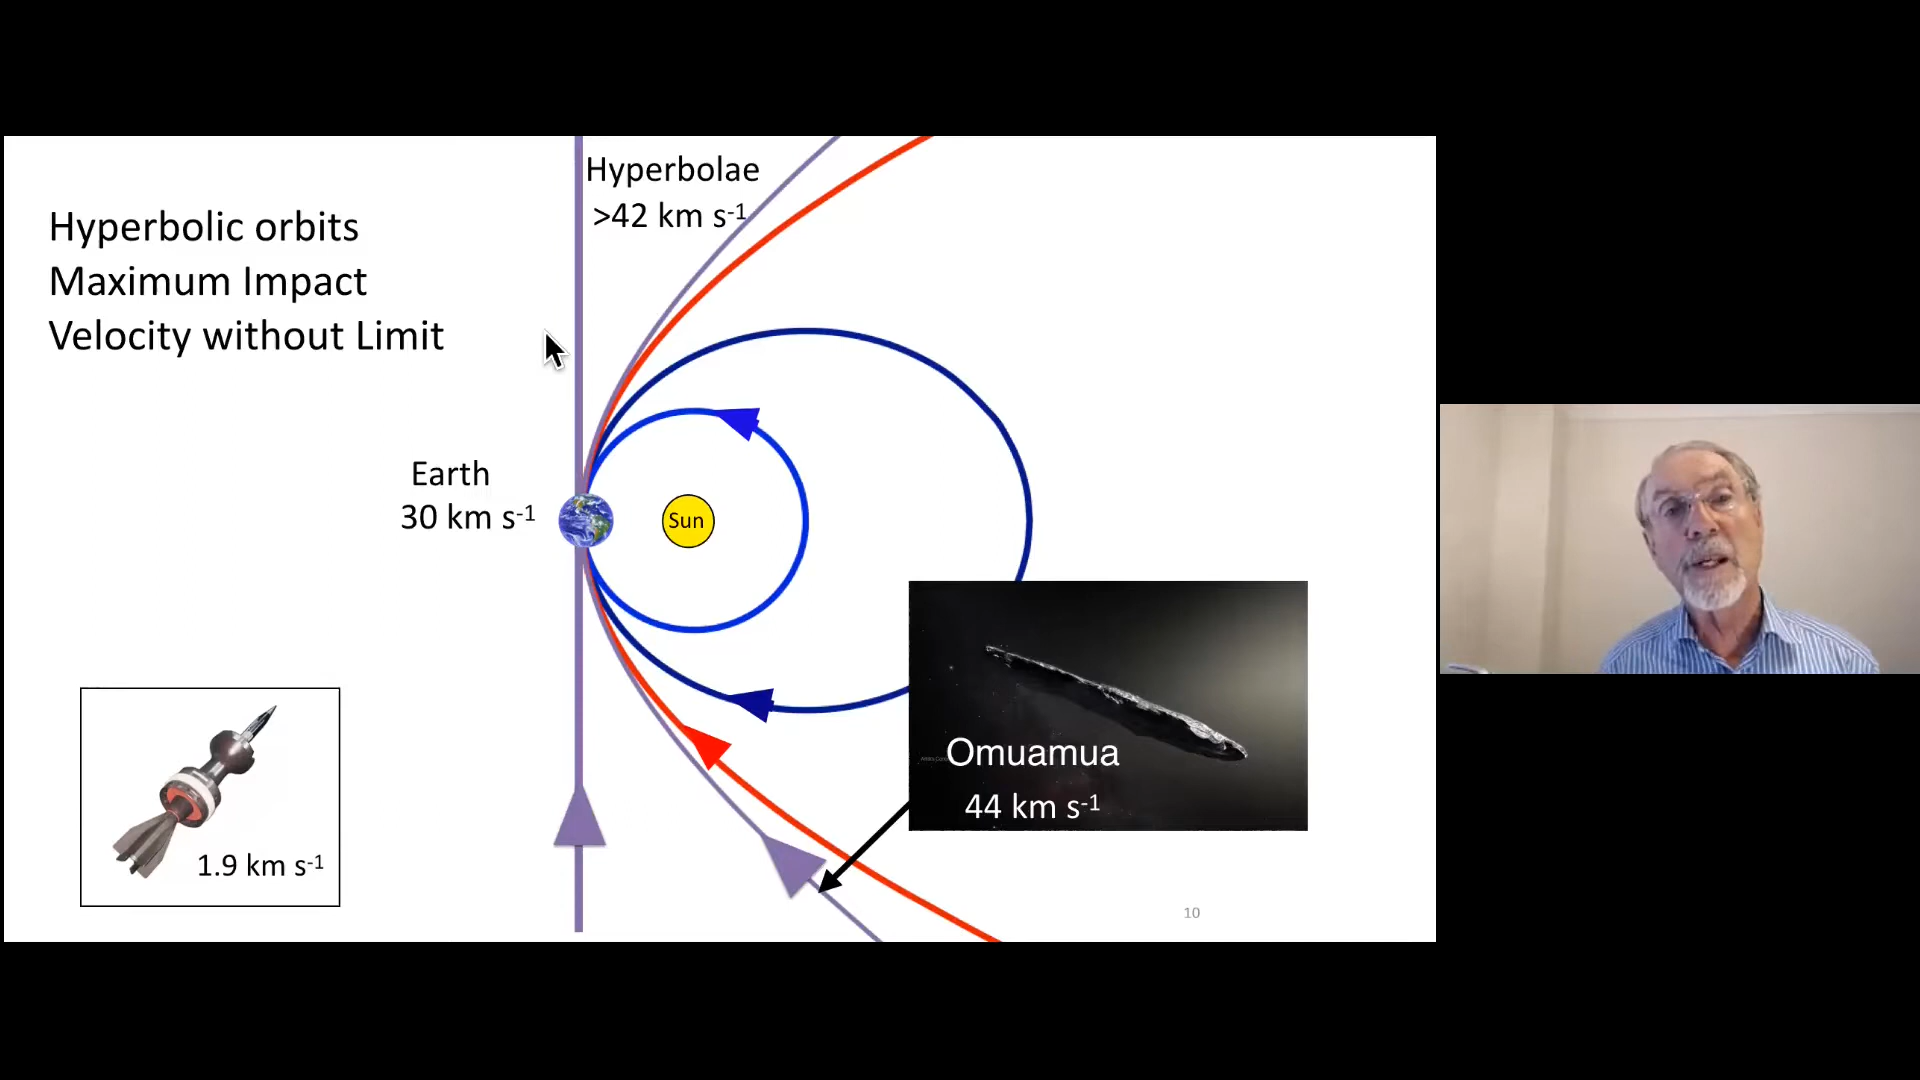 Hyperbolae
>42 km s-1
Hyperbolic orbits
Maximum Impact
Velocity without Limit
Earth
30 km s-1
Sun
Omuamua
44 km s-1
1.9 km s-1
10